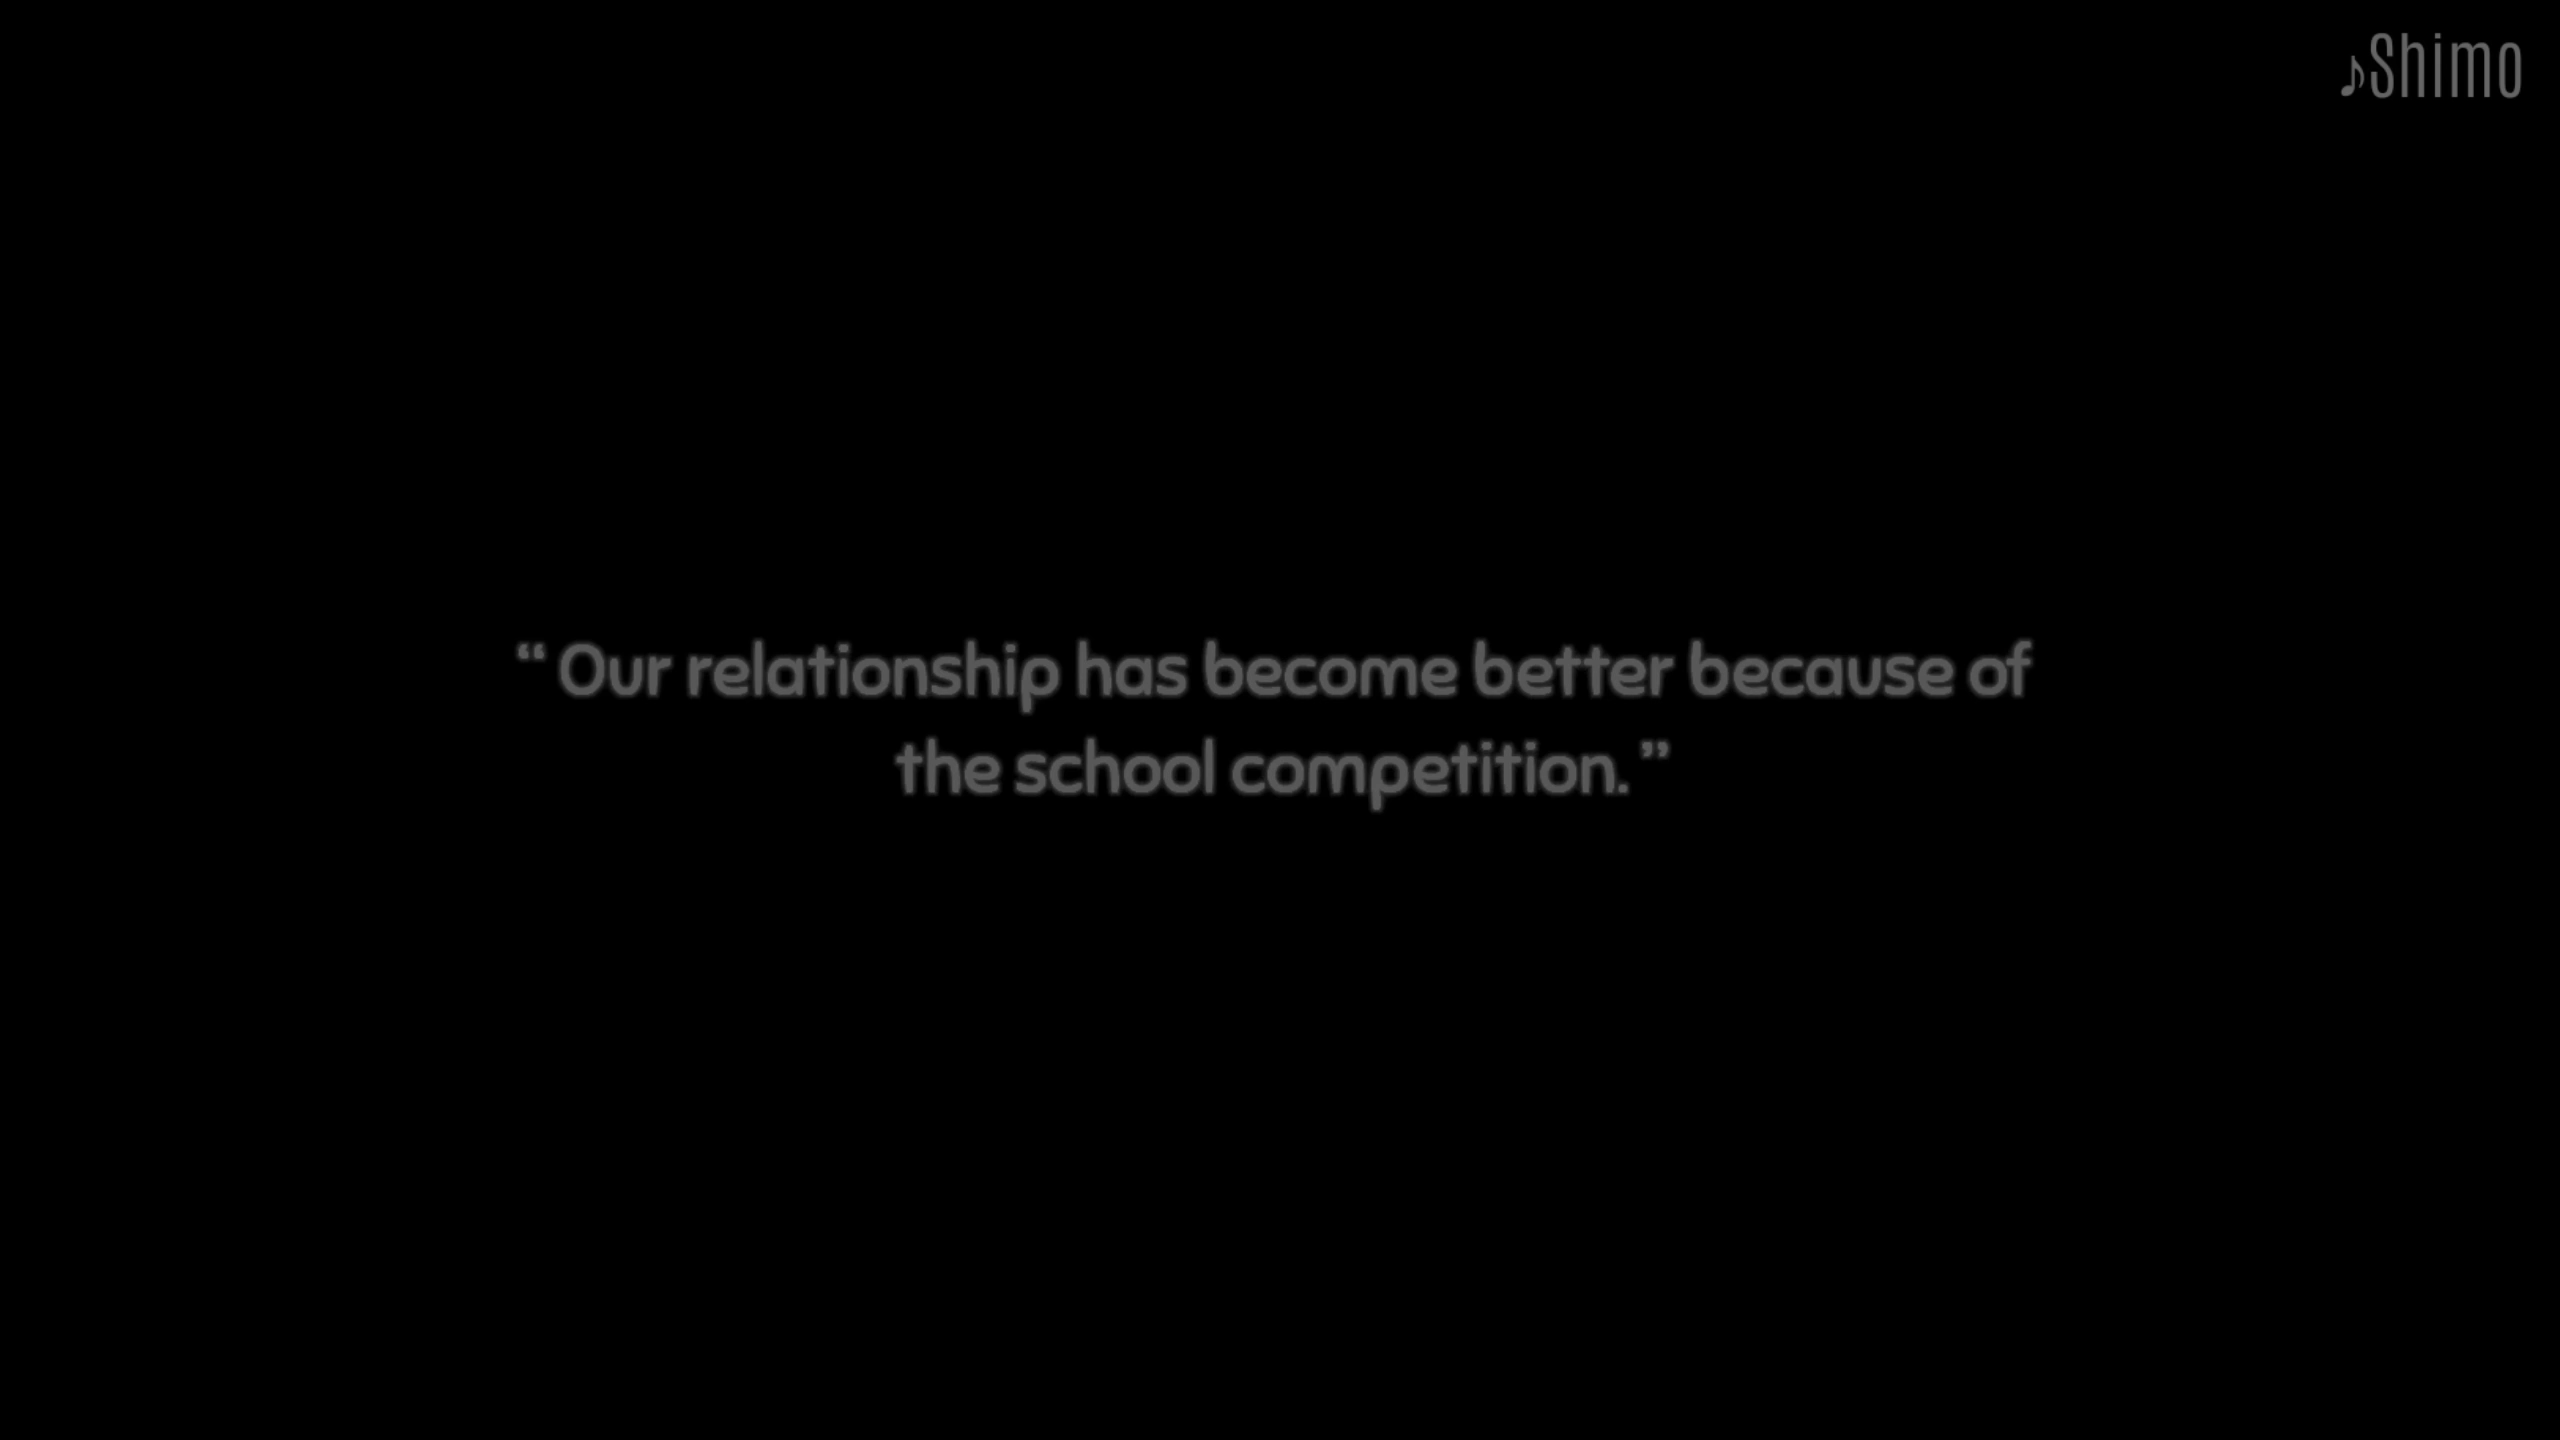 ♪Shimo
“ Our relationship has become better because of
the school competition. ”